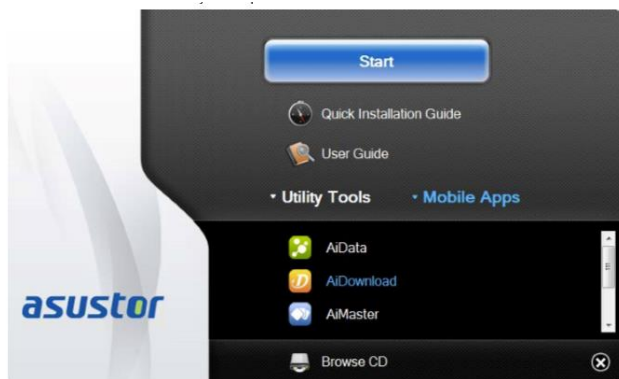 Start
Quick Installation Guide
User Guide
Utility Tools
Mobile Apps
AiData
AiDownload
AiMaster
asustor
Browse CD